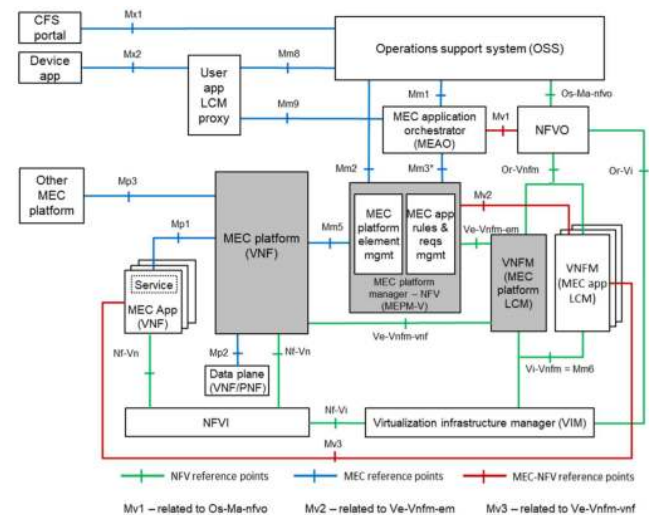 CFS
portal
Mx1
Operations support system (OSS)
Device
app
Mx2
User
app
LCM
proxy
Mm8
Mm9
Mm1
Os-Ma-nfvo
MEC application
orchestrator
(MEAO)
Mv1
NFVO
Other
MEC
platform
Mp3
Mm2
Mm3*
Or-Vnfm
Or-Vi
Mp1
MEC platform
(VNF)
Mm5
MEC
platform
element
mgmt
MEC app
rules &
reqs
mgmt
MEC platform
manager – NFV
(MEPM-V)
Mv2
Ve-Vnfm-em
VNFM
(MEC
platform
LCM)
VNFM
(MEC app
LCM)
Service
MEC App
(VNF)
Ve-Vnfm-vnf
Nf-Vn
Mp2
Nf-Vn
Data plane
(VNF/PNF)
Vi-Vnfm = Mm6
NFVI
Nf-Vi
Virtualization infrastructure manager (VIM)
Mv3
NFV reference points
MEC reference points
MEC-NFV reference points
Mv1 – related to Os-Ma-nfvo
Mv2 – related to Ve-Vnfm-em
Mv3 – related to Ve-Vnfm-vnf